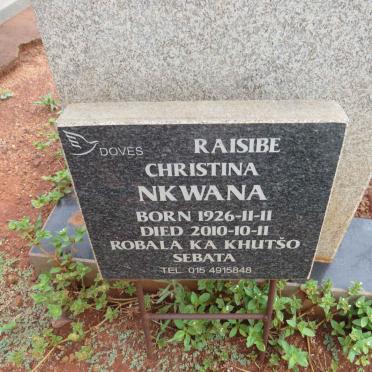 DOVES RAISIBE
CHRISTINA
NKWANA
BORN 1926-11-11
DIED 2010-10-11
ROBALA KA KHUTŠO
SEBATA
TEL 015 4915848